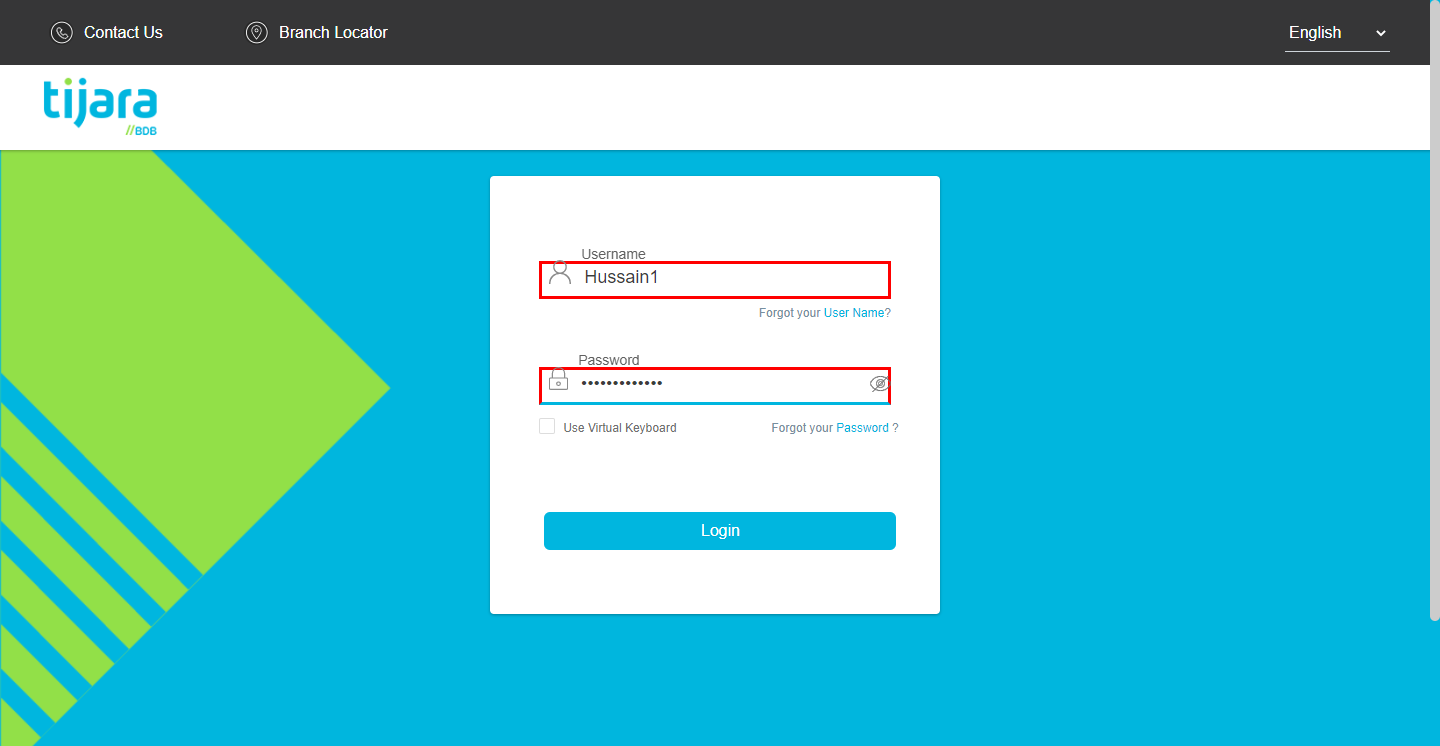 Contact Us
Branch Locator
English
tijara
//BDB
Username
Hussain1
Forgot your User Name?
Password
•••••••••••••
Use Virtual Keyboard
Forgot your Password ?
Login